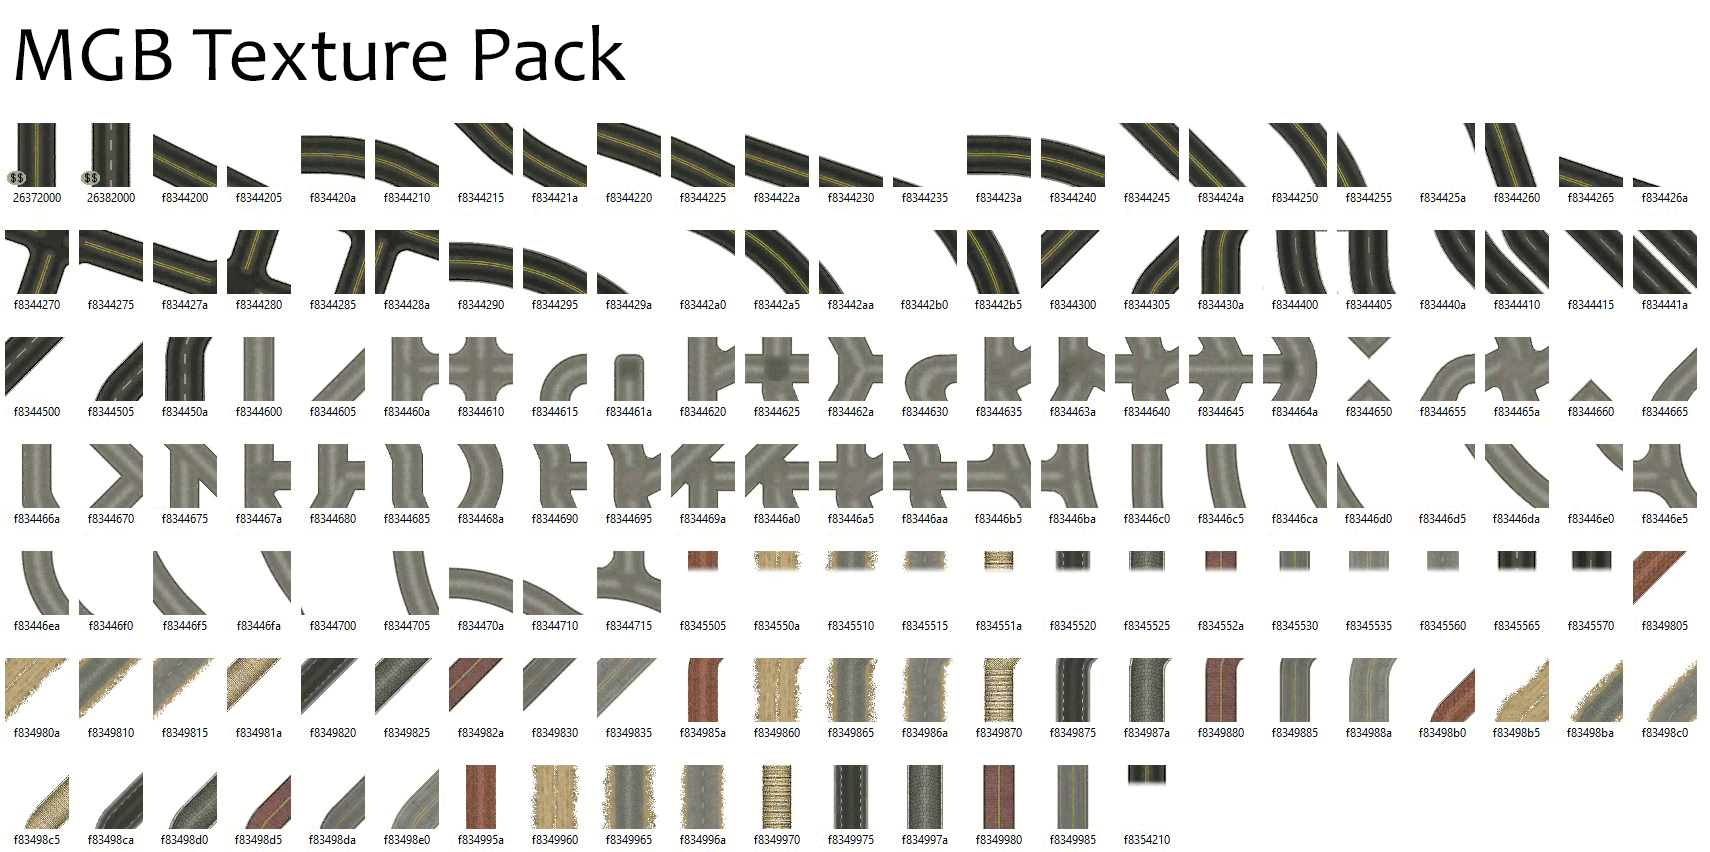 MGB Texture Pack
$$ $$
26372000 26382000 f8344200 f8344205 f834420a f8344210 f8344215 f834421a f8344220 f8344225 f834422a f8344230 f8344235 f834423a f8344240 f8344245 f834424a f8344250 f8344255 f834425a f8344260 f8344265 f834426a
f8344270 f8344275 f834427a f8344280 f8344285 f834428a f8344290 f8344295 f834429a f83442a0 f83442a5 f83442aa f83442b0 f83442b5 f8344300 f8344305 f834430a f8344400 f8344405 f834440a f8344410 f8344415 f834441a
f8344500 f8344505 f834450a f8344600 f8344605 f834460a f8344610 f8344615 f834461a f8344620 f8344625 f834462a f8344630 f8344635 f834463a f8344640 f8344645 f834464a f8344650 f8344655 f834465a f8344660 f8344665
f834466a f8344670 f8344675 f834467a f8344680 f8344685 f834468a f8344690 f8344695 f834469a f83446a0 f83446a5 f83446aa f83446b5 f83446ba f83446c0 f83446c5 f83446ca f83446d0 f83446d5 f83446da f83446e0 f83446e5
f83446ea f83446f0 f83446f5 f83446fa f8344700 f8344705 f834470a f8344710 f8344715 f8345505 f834550a f8345510 f8345515 f834551a f8345520 f8345525 f834552a f8345530 f8345535 f8345560 f8345565 f8345570 f8349805
f834980a f8349810 f8349815 f834981a f8349820 f8349825 f834982a f8349830 f8349835 f834985a f8349860 f8349865 f834986a f8349870 f8349875 f834987a f8349880 f8349885 f834988a f83498b0 f83498b5 f83498ba f83498c0
f83498c5 f83498ca f83498d0 f83498d5 f83498da f83498e0 f834995a f8349960 f8349965 f834996a f8349970 f8349975 f834997a f8349980 f8349985 f8354210